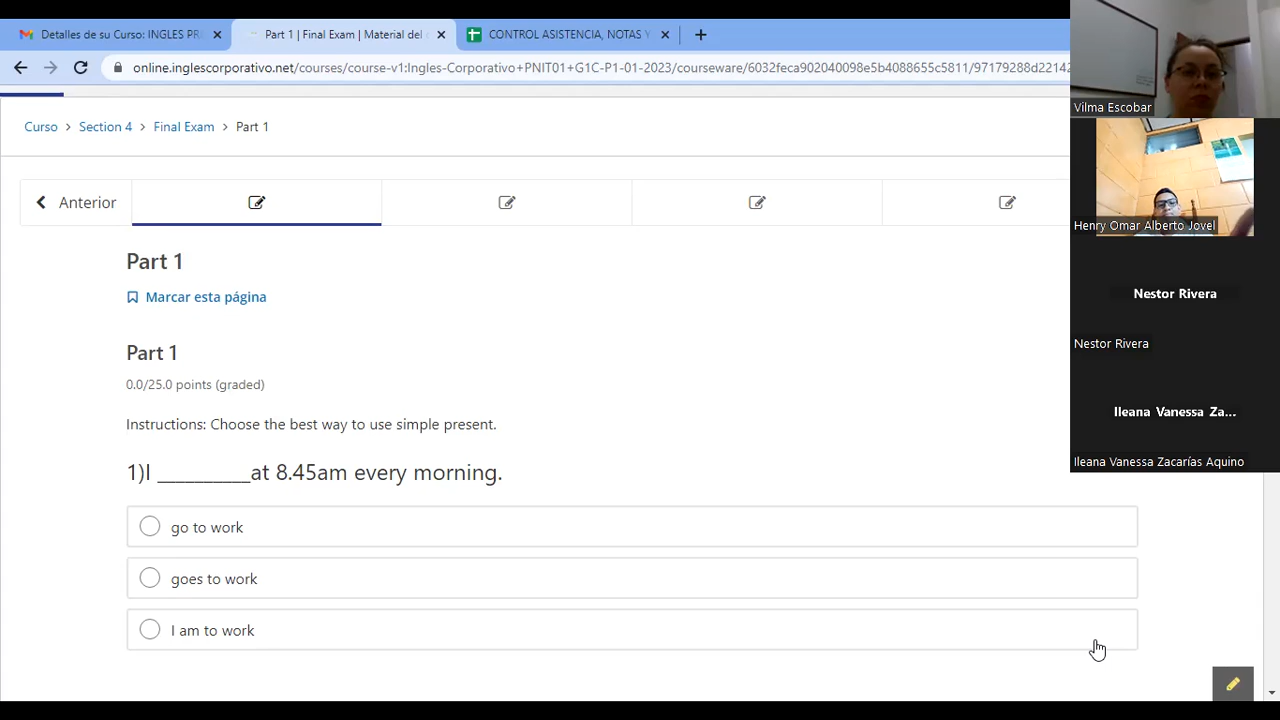 Detalles de su Curso: INGLES PR
Part 1 | Final Exam | Material del
CONTROL ASISTENCIA, NOTAS Y
online.inglescorporativo.net/courses/course-v1:Ingles-Corporativo+PNIT01+G1C-P1-01-2023/courseware/6032feca902040098e5b4088655c5811/97179288d22142
Curso > Section 4 > Final Exam > Part 1
Anterior
Part 1
Marcar esta página
Part 1
0.0/25.0 points (graded)
Instructions: Choose the best way to use simple present.
1)I __________at 8.45am every morning.
go to work
goes to work
I am to work
Vilma Escobar
Henry Omar Alberto Jovel
Nestor Rivera
Nestor Rivera
Ileana Vanessa Za...
Ileana Vanessa Zacarías Aquino